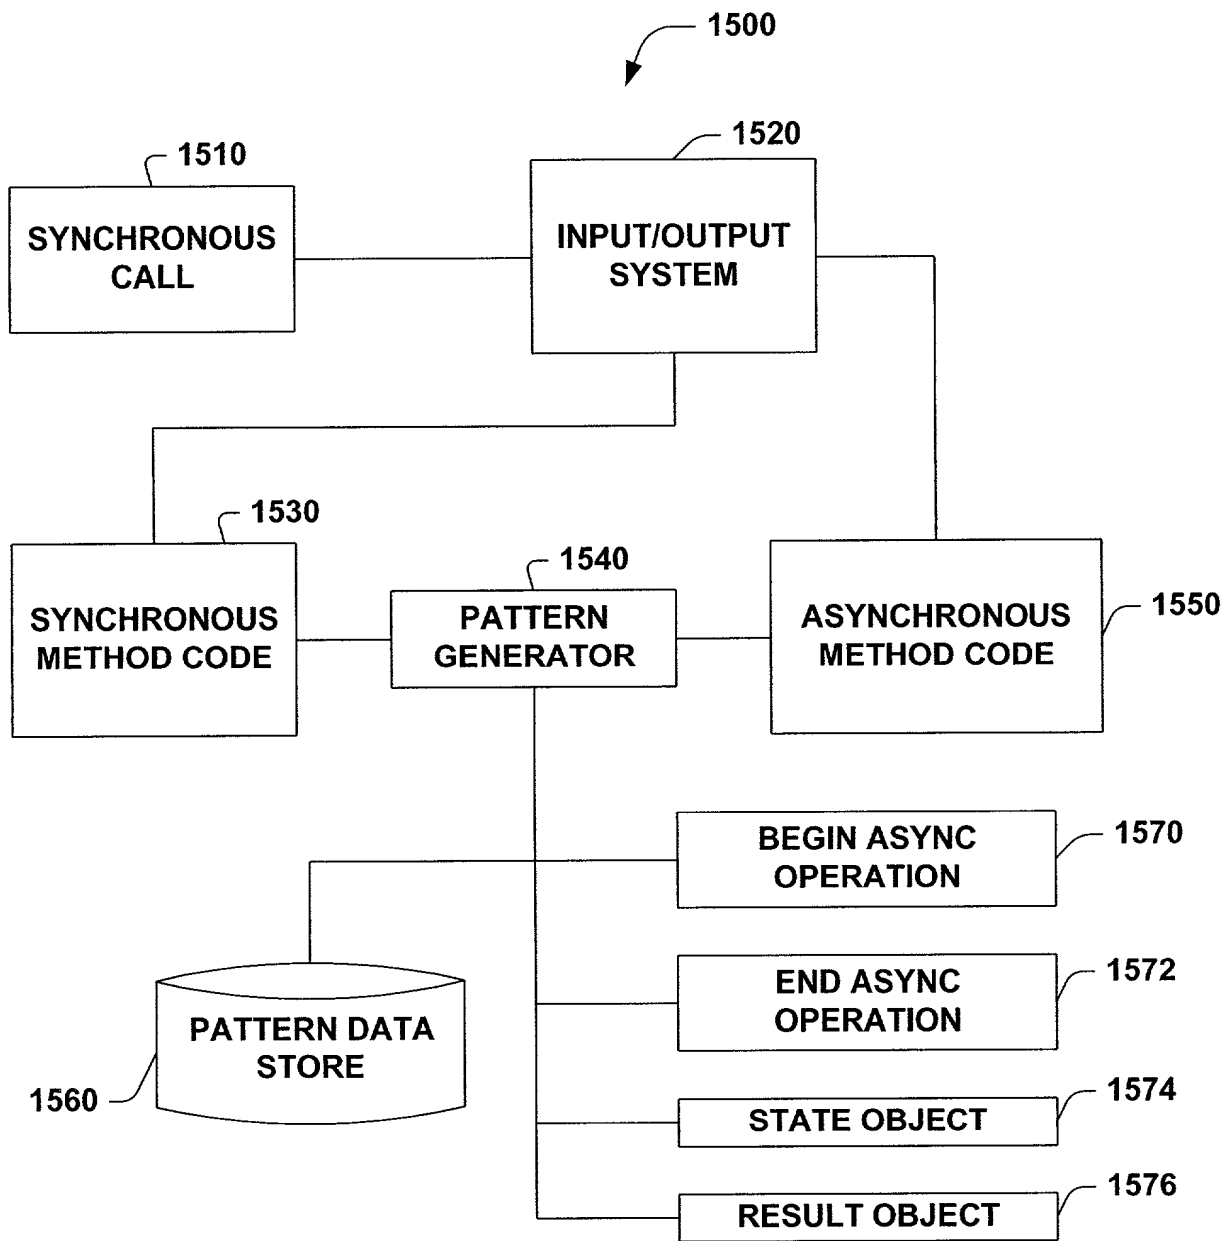 1500
1510
1520
SYNCHRONOUS
CALL
INPUT/OUTPUT
SYSTEM
1530
1540
1550
SYNCHRONOUS
METHOD CODE
PATTERN
GENERATOR
ASYNCHRONOUS
METHOD CODE
BEGIN ASYNC
OPERATION
1570
END ASYNC
OPERATION
1572
PATTERN DATA
STORE
1560
STATE OBJECT
1574
RESULT OBJECT
1576